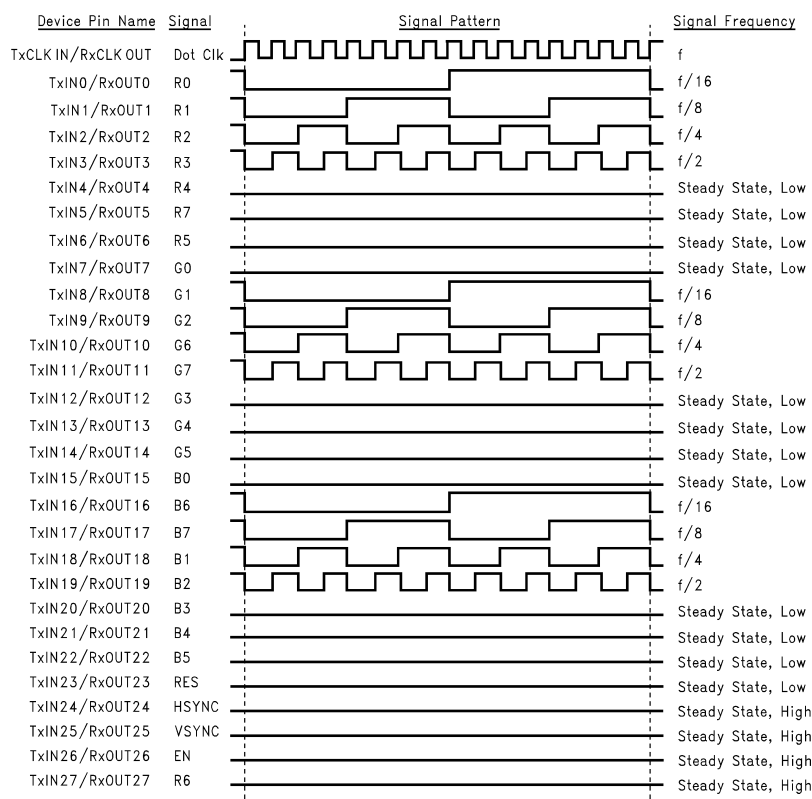 Device Pin Name Signal Signal Pattern Signal Frequency
TxCLK IN/RxCLK OUT Dot Clk f
TxIN0/RxOUT0 R0 f/16
TxIN1/RxOUT1 R1 f/8
TxIN2/RxOUT2 R2 f/4
TxIN3/RxOUT3 R3 f/2
TxIN4/RxOUT4 R4 Steady State, Low
TxIN5/RxOUT5 R7 Steady State, Low
TxIN6/RxOUT6 R5 Steady State, Low
TxIN7/RxOUT7 G0 Steady State, Low
TxIN8/RxOUT8 G1 f/16
TxIN9/RxOUT9 G2 f/8
TxIN10/RxOUT10 G6 f/4
TxIN11/RxOUT11 G7 f/2
TxIN12/RxOUT12 G3 Steady State, Low
TxIN13/RxOUT13 G4 Steady State, Low
TxIN14/RxOUT14 G5 Steady State, Low
TxIN15/RxOUT15 B0 Steady State, Low
TxIN16/RxOUT16 B6 f/16
TxIN17/RxOUT17 B7 f/8
TxIN18/RxOUT18 B1 f/4
TxIN19/RxOUT19 B2 f/2
TxIN20/RxOUT20 B3 Steady State, Low
TxIN21/RxOUT21 B4 Steady State, Low
TxIN22/RxOUT22 B5 Steady State, Low
TxIN23/RxOUT23 RES Steady State, Low
TxIN24/RxOUT24 HSYNC Steady State, High
TxIN25/RxOUT25 VSYNC Steady State, High
TxIN26/RxOUT26 EN Steady State, High
TxIN27/RxOUT27 R6 Steady State, High